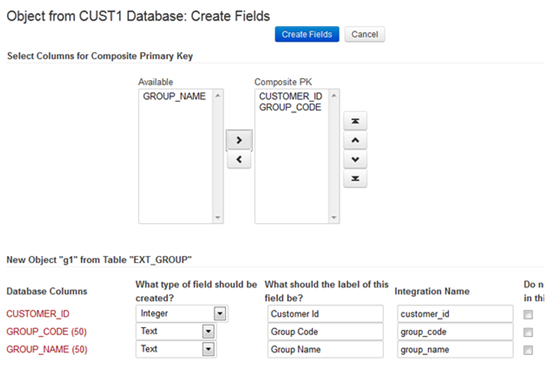 Object from CUST1 Database: Create Fields
Create Fields Cancel
Select Columns for Composite Primary Key
Available Composite PK
GROUP_NAME CUSTOMER_ID
GROUP_CODE
New Object "g1" from Table "EXT_GROUP"
Database Columns What type of field should be created? What should the label of this field be? Integration Name Do no in this
CUSTOMER_ID Integer Customer Id customer_id
GROUP_CODE (50) Text Group Code group_code
GROUP_NAME (50) Text Group Name group_name